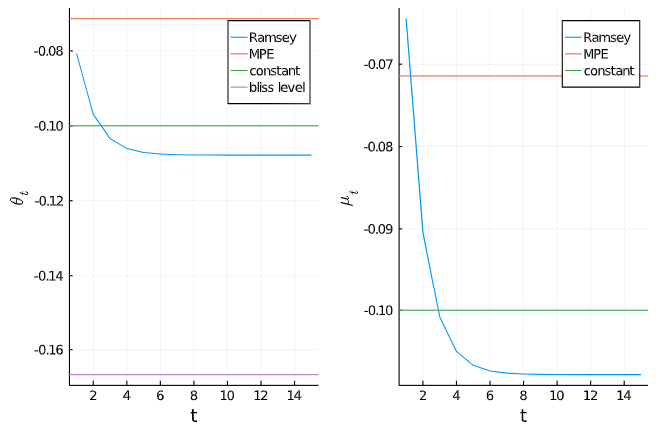 -0.08
-0.10
-0.12
-0.14
-0.16
θt
2 4 6 8 10 12 14
t
Ramsey
MPE
constant
bliss level
-0.07
-0.08
-0.09
-0.10
μt
2 4 6 8 10 12 14
t
Ramsey
MPE
constant